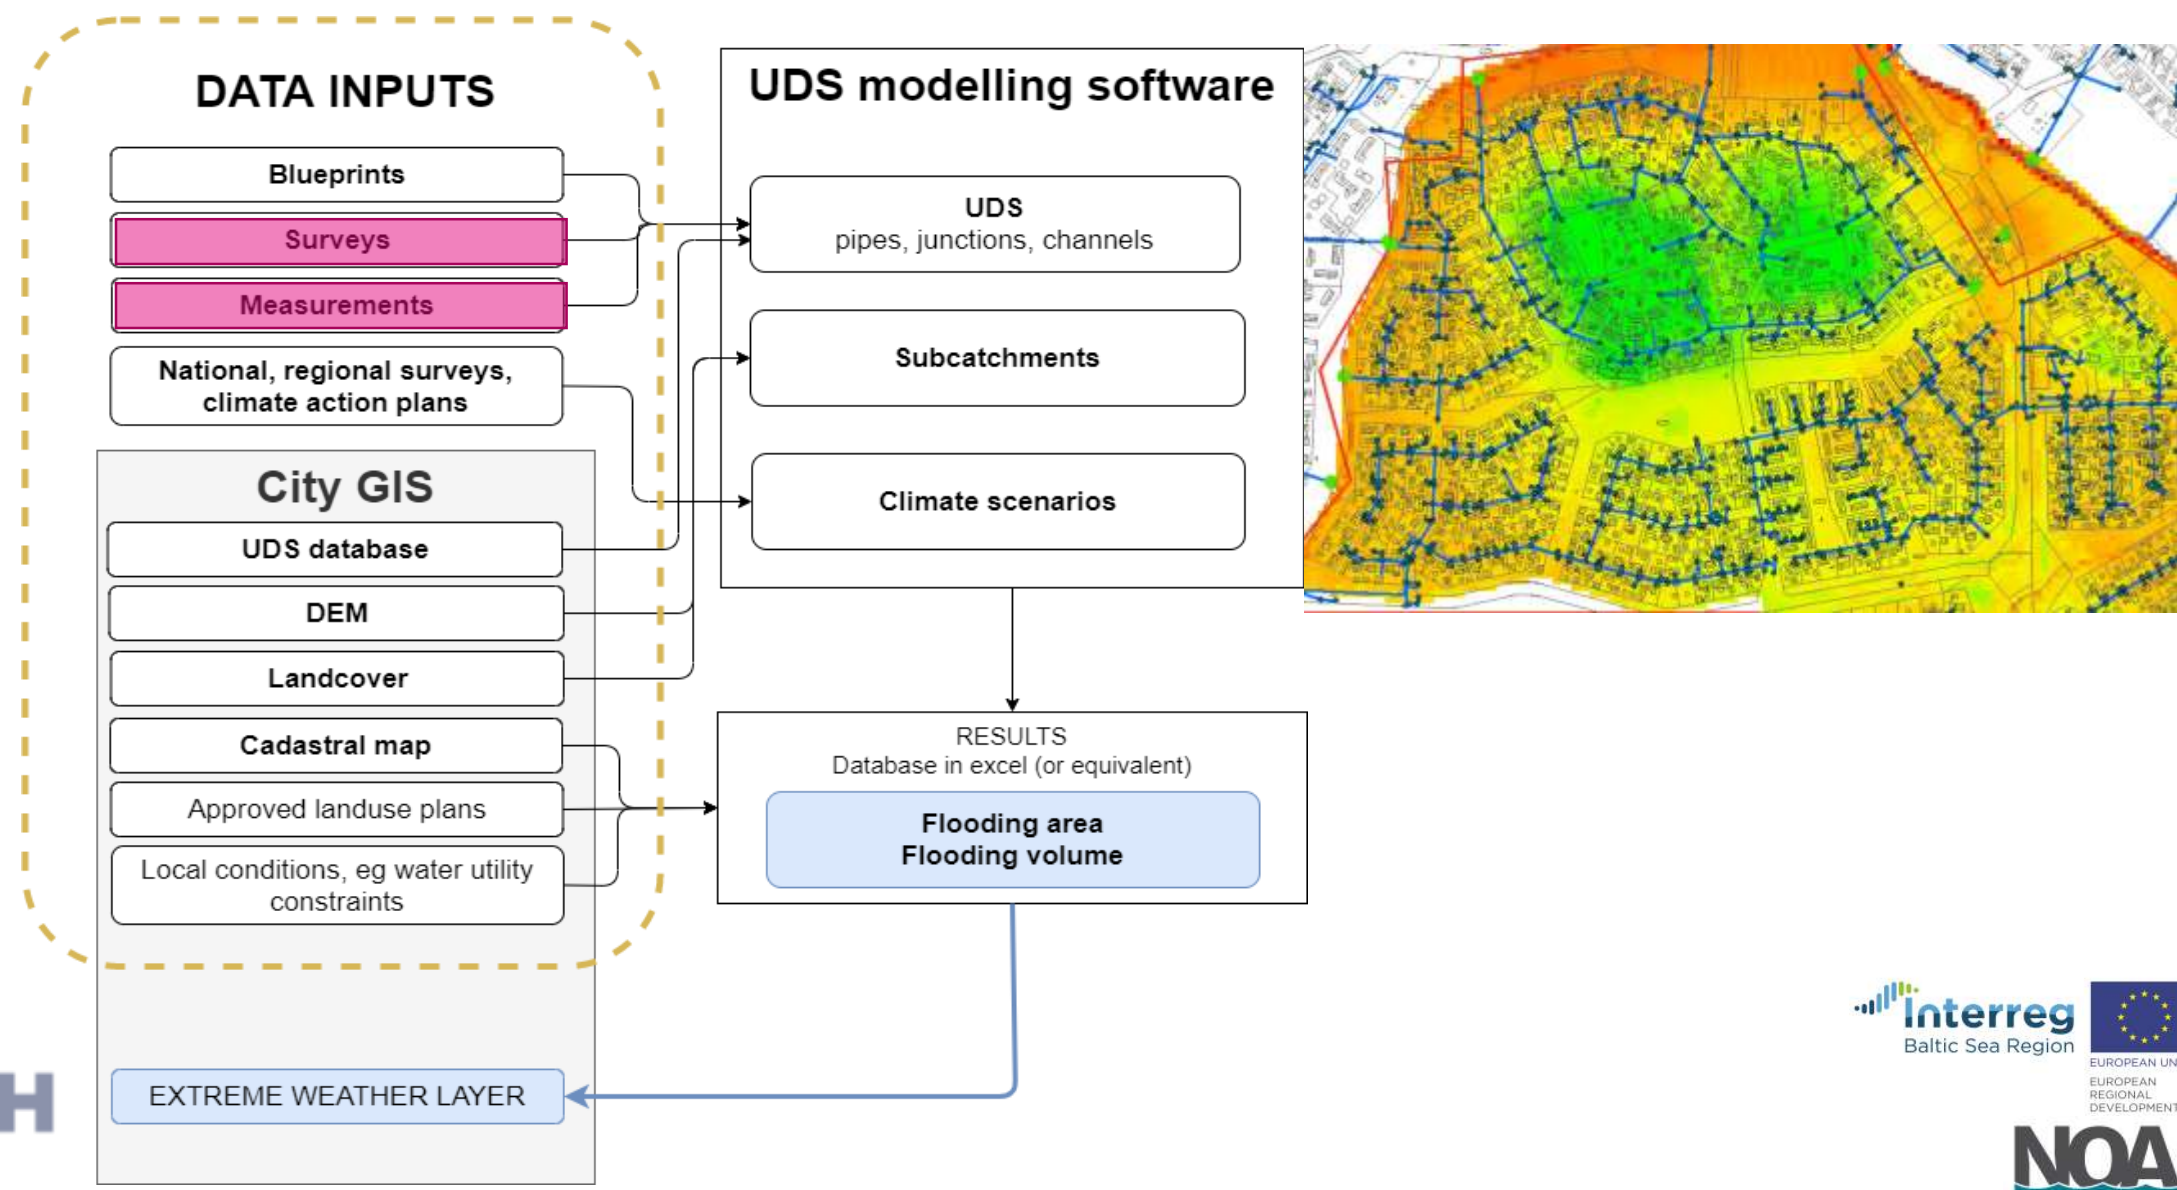 DATA INPUTS
Blueprints
Surveys
Measurements
National, regional surveys,
climate action plans
City GIS
UDS database
DEM
Landcover
Cadastral map
Approved landuse plans
Local conditions, eg water utility
constraints
EXTREME WEATHER LAYER
UDS modelling software
UDS
pipes, junctions, channels
Subcatchments
Climate scenarios
RESULTS
Database in excel (or equivalent)
Flooding area
Flooding volume
H
Interreg
Baltic Sea Region
EUROPEAN UN
EUROPEAN
REGIONAL
DEVELOPMENT
NOA